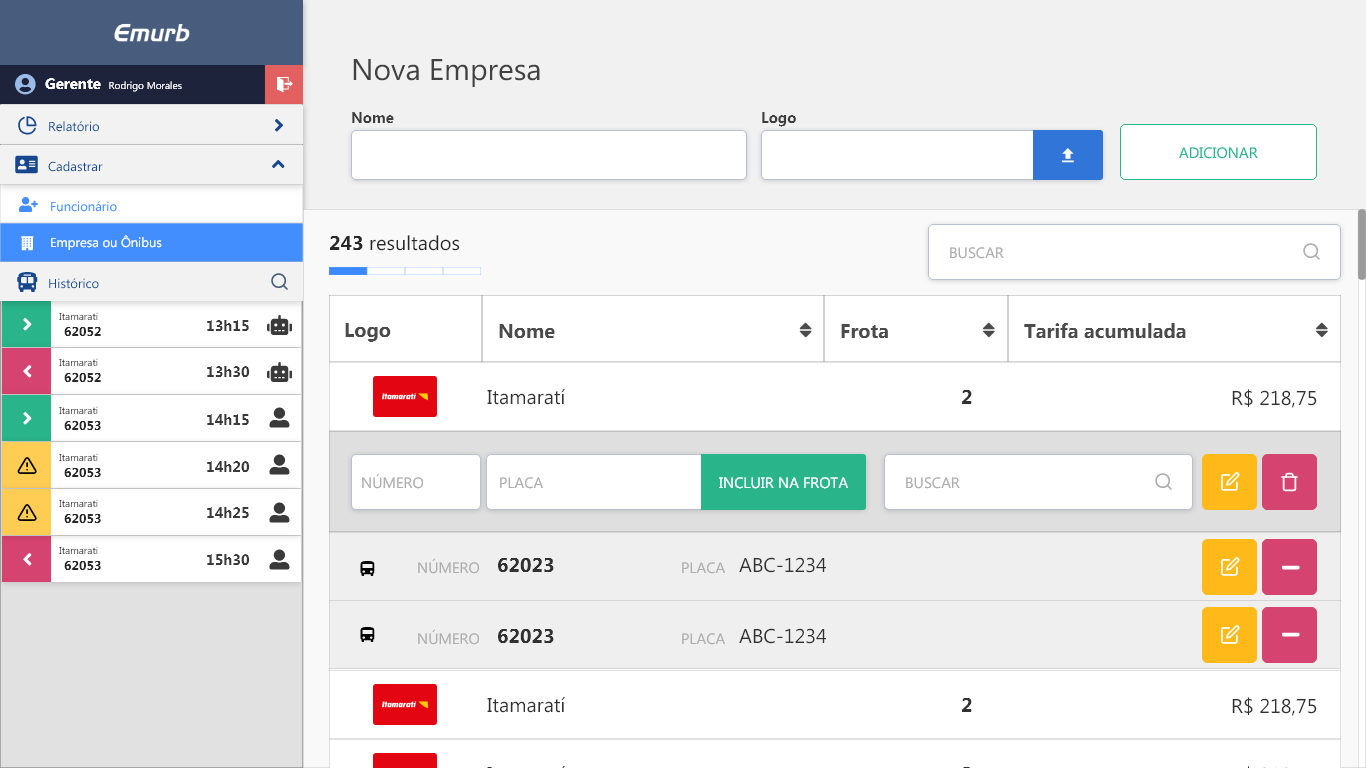 Emurb
Gerente Rodrigo Morales
Relatório
Cadastrar
Funcionário
Empresa ou Ônibus
Histórico
Itamarati
62052 13h15
Itamarati
62052 13h30
Itamarati
62053 14h15
Itamarati
62053 14h20
Itamarati
62053 14h25
Itamarati
62053 15h30
Nova Empresa
Nome Logo
ADICIONAR
243 resultados
BUSCAR
Logo Nome Frota Tarifa acumulada
Itamarati Itamaratí 2 R$ 218,75
NÚMERO PLACA INCLUIR NA FROTA BUSCAR
NÚMERO 62023 PLACA ABC-1234
NÚMERO 62023 PLACA ABC-1234
Itamarati Itamaratí 2 R$ 218,75